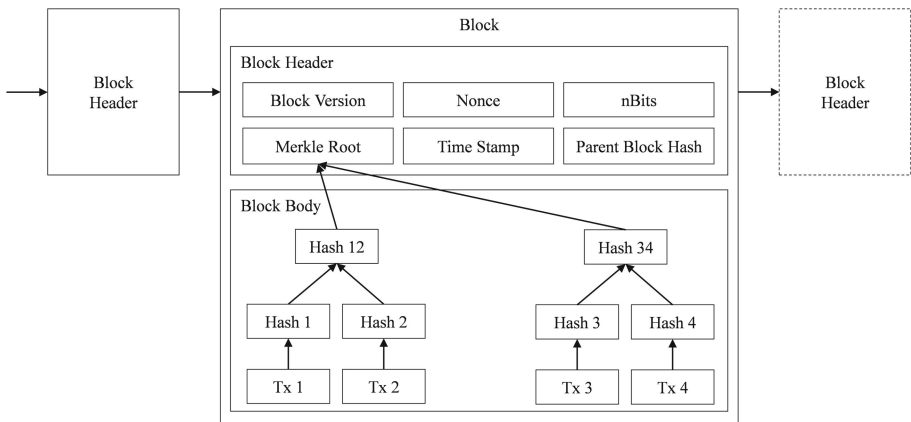 Block
Header
Block
Block Header
Block Version
Nonce
nBits
Merkle Root
Time Stamp
Parent Block Hash
Block Body
Hash 12
Hash 34
Hash 1
Hash 2
Hash 3
Hash 4
Tx 1
Tx 2
Tx 3
Tx 4
Block
Header